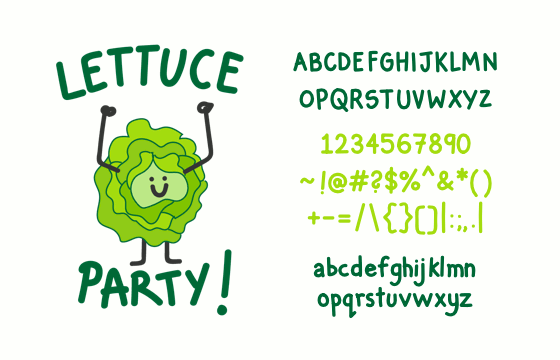 LETTUCE
PARTY!
ABCDEFGHIJKLMN
OPQRSTUVWXYZ
1234567890
~!@#?$%^&*()
+-=/\{}[]|:;,.|
abcdefghijklmn
opqrstuvwxyz